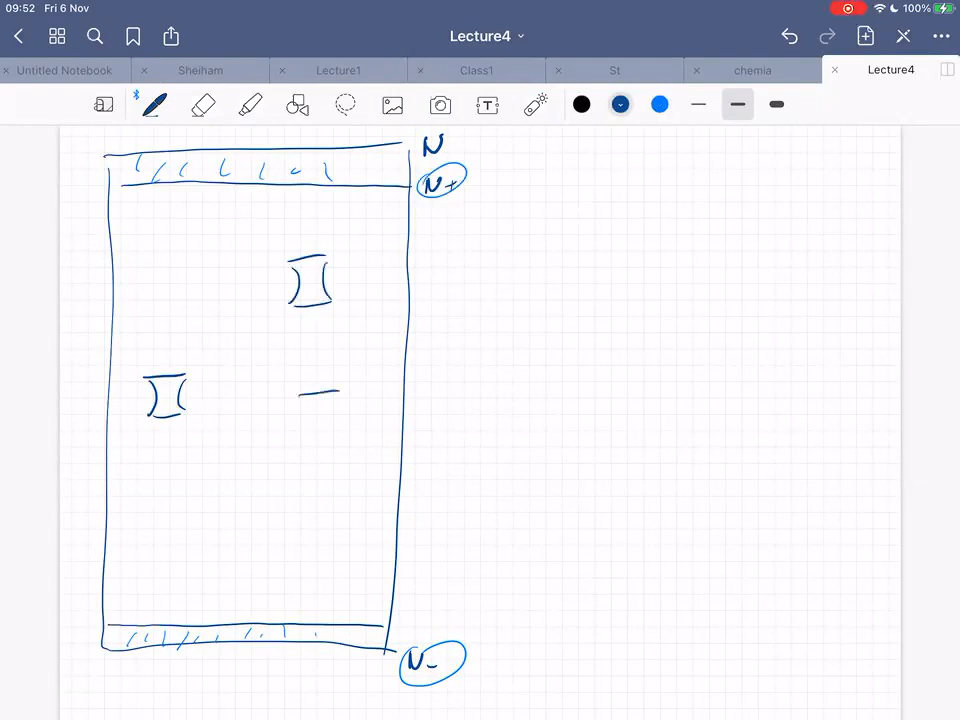 09:52 Fri 6 Nov 100%
Lecture4
Untitled Notebook Sheiham Lecture1 Class1 St chemia Lecture4
T
N
N+
N-